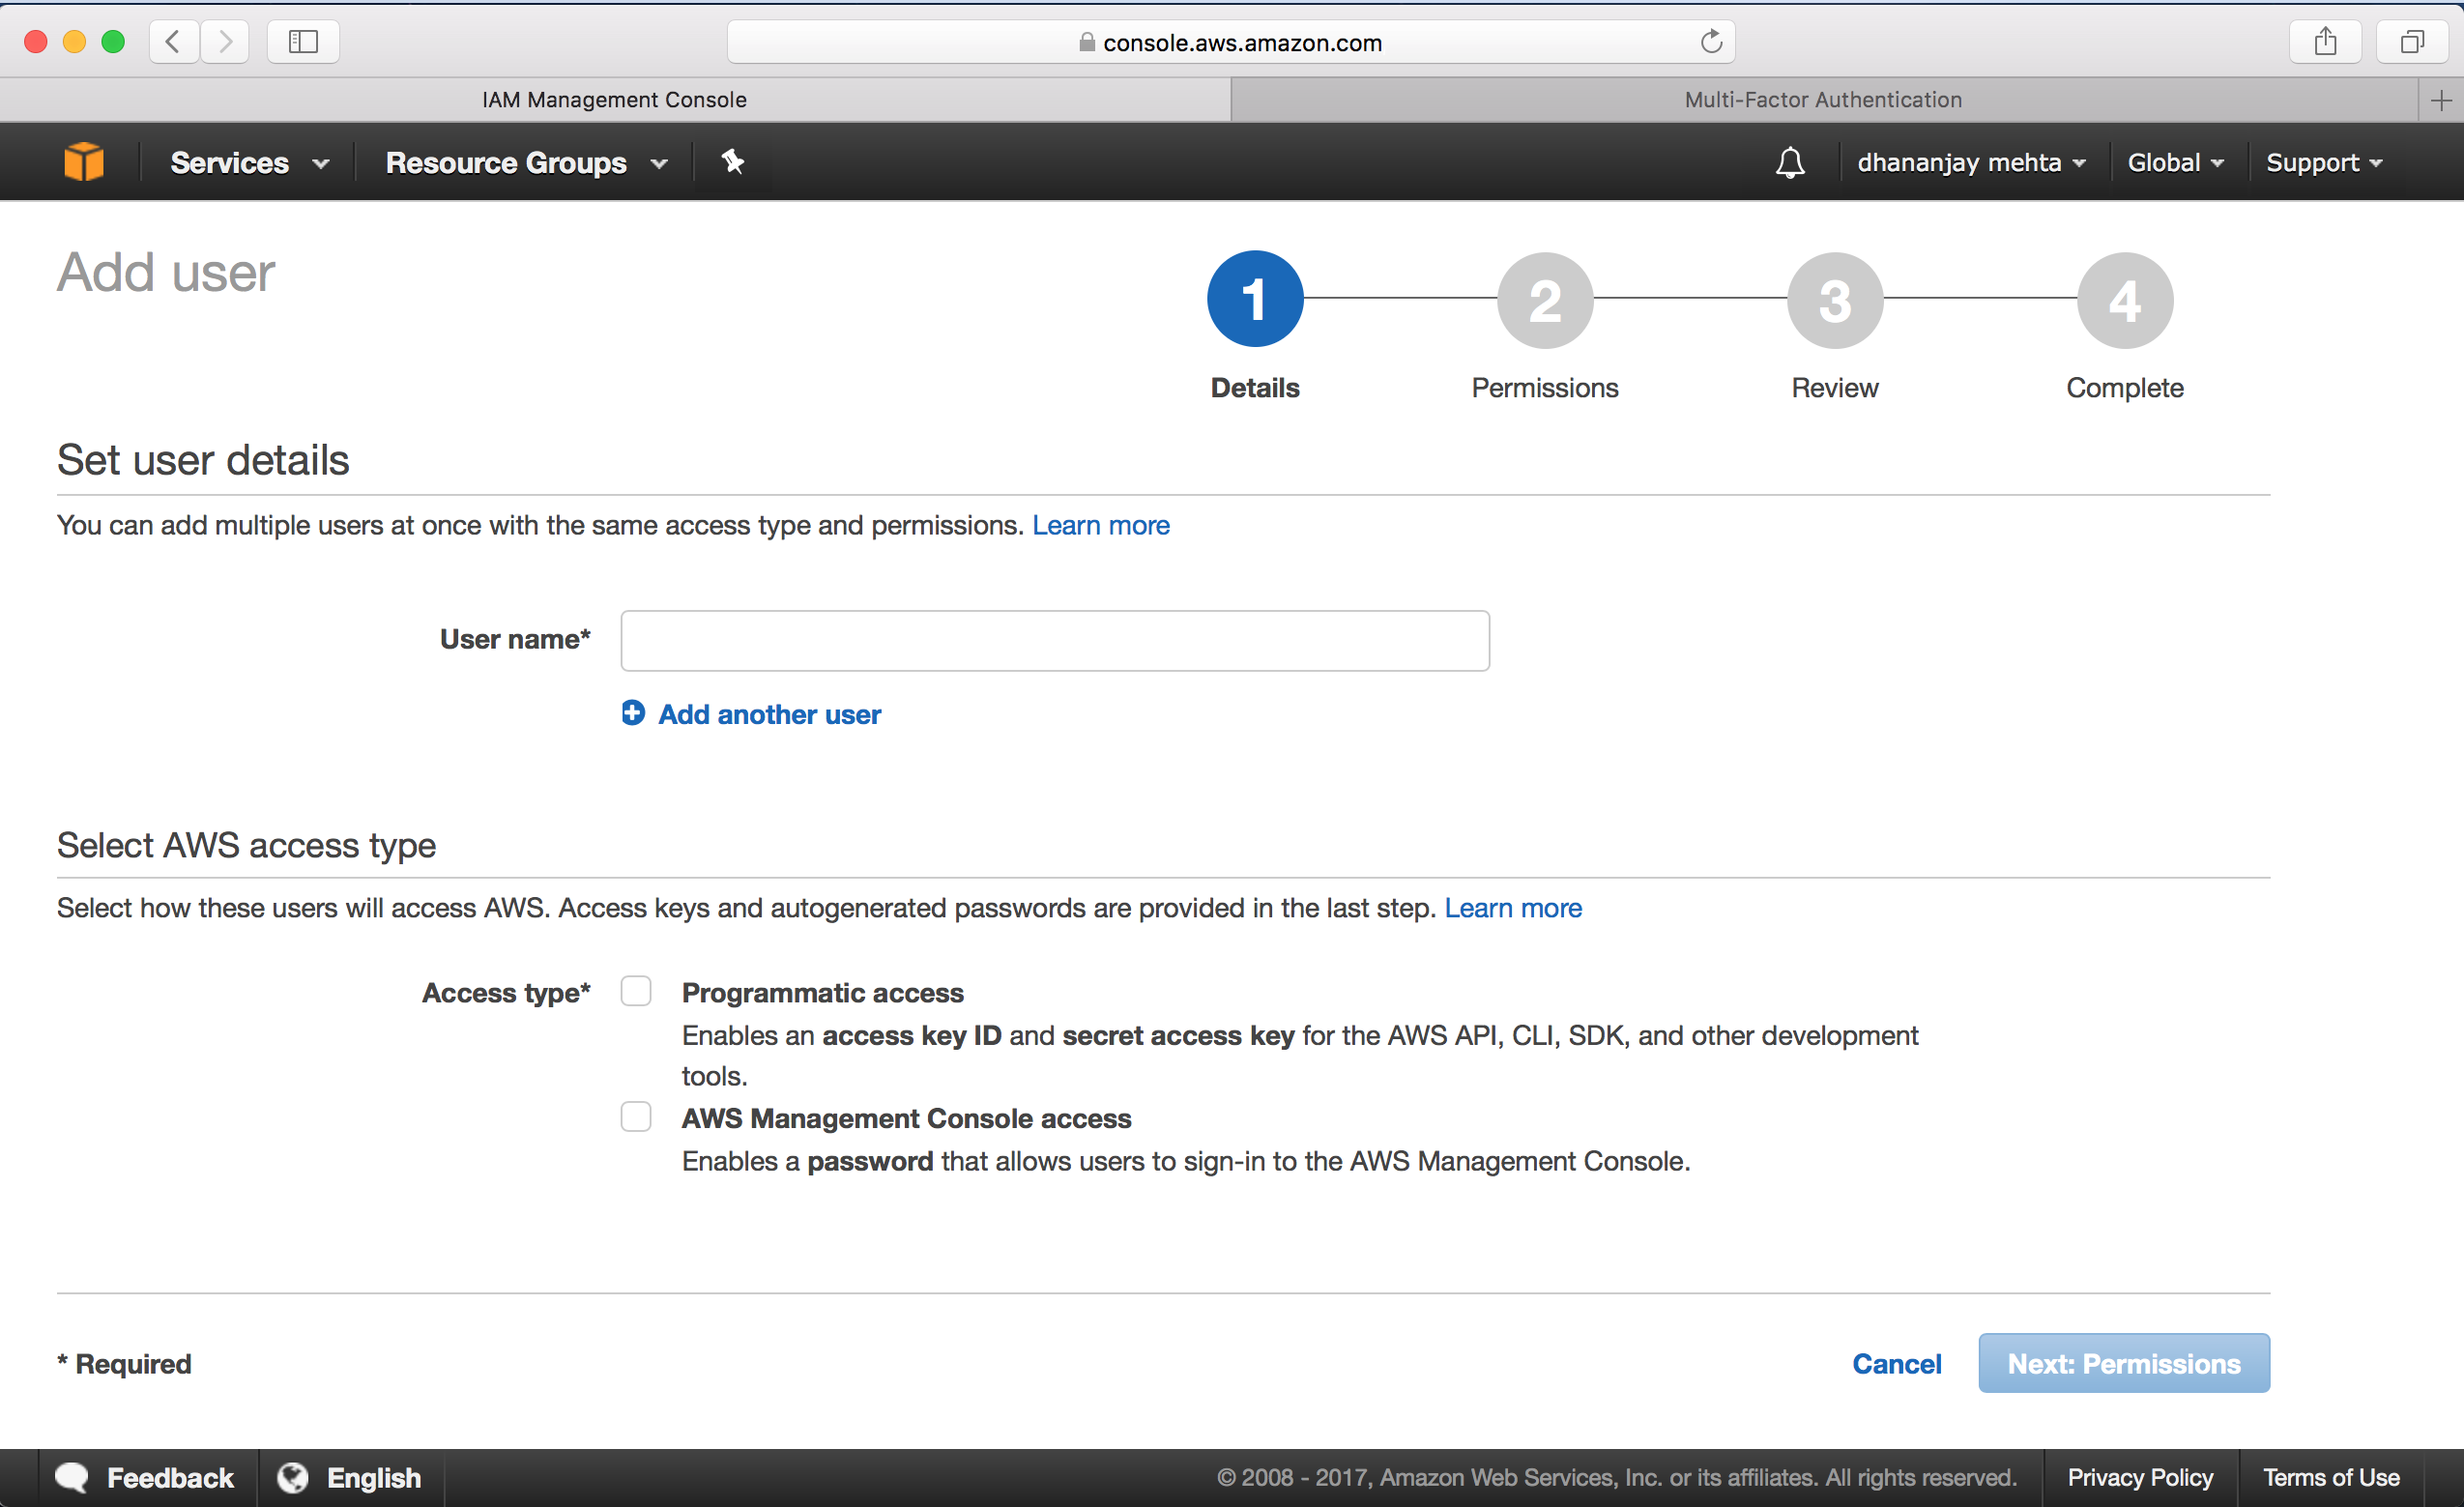 console.aws.amazon.com
IAM Management Console
Multi-Factor Authentication
Services
Resource Groups
dhananjay mehta
Global
Support
Add user
1
2
3
4
Details
Permissions
Review
Complete
Set user details
You can add multiple users at once with the same access type and permissions. Learn more
User name*
Add another user
Select AWS access type
Select how these users will access AWS. Access keys and autogenerated passwords are provided in the last step. Learn more
Access type*
Programmatic access
Enables an access key ID and secret access key for the AWS API, CLI, SDK, and other development
tools.
AWS Management Console access
Enables a password that allows users to sign-in to the AWS Management Console.
* Required
Cancel
Next: Permissions
Feedback
English
© 2008 - 2017, Amazon Web Services, Inc. or its affiliates. All rights reserved.
Privacy Policy
Terms of Use